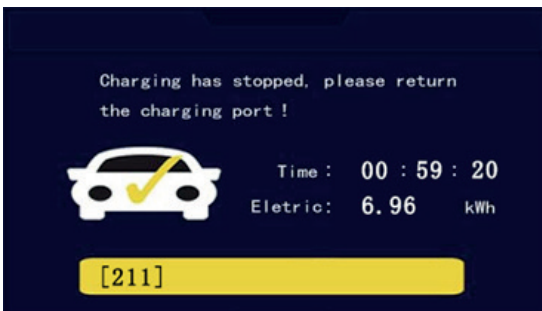 Charging has stopped, please return
the charging port !
Time : 00 : 59 : 20
Eletric: 6.96 kWh
[211]